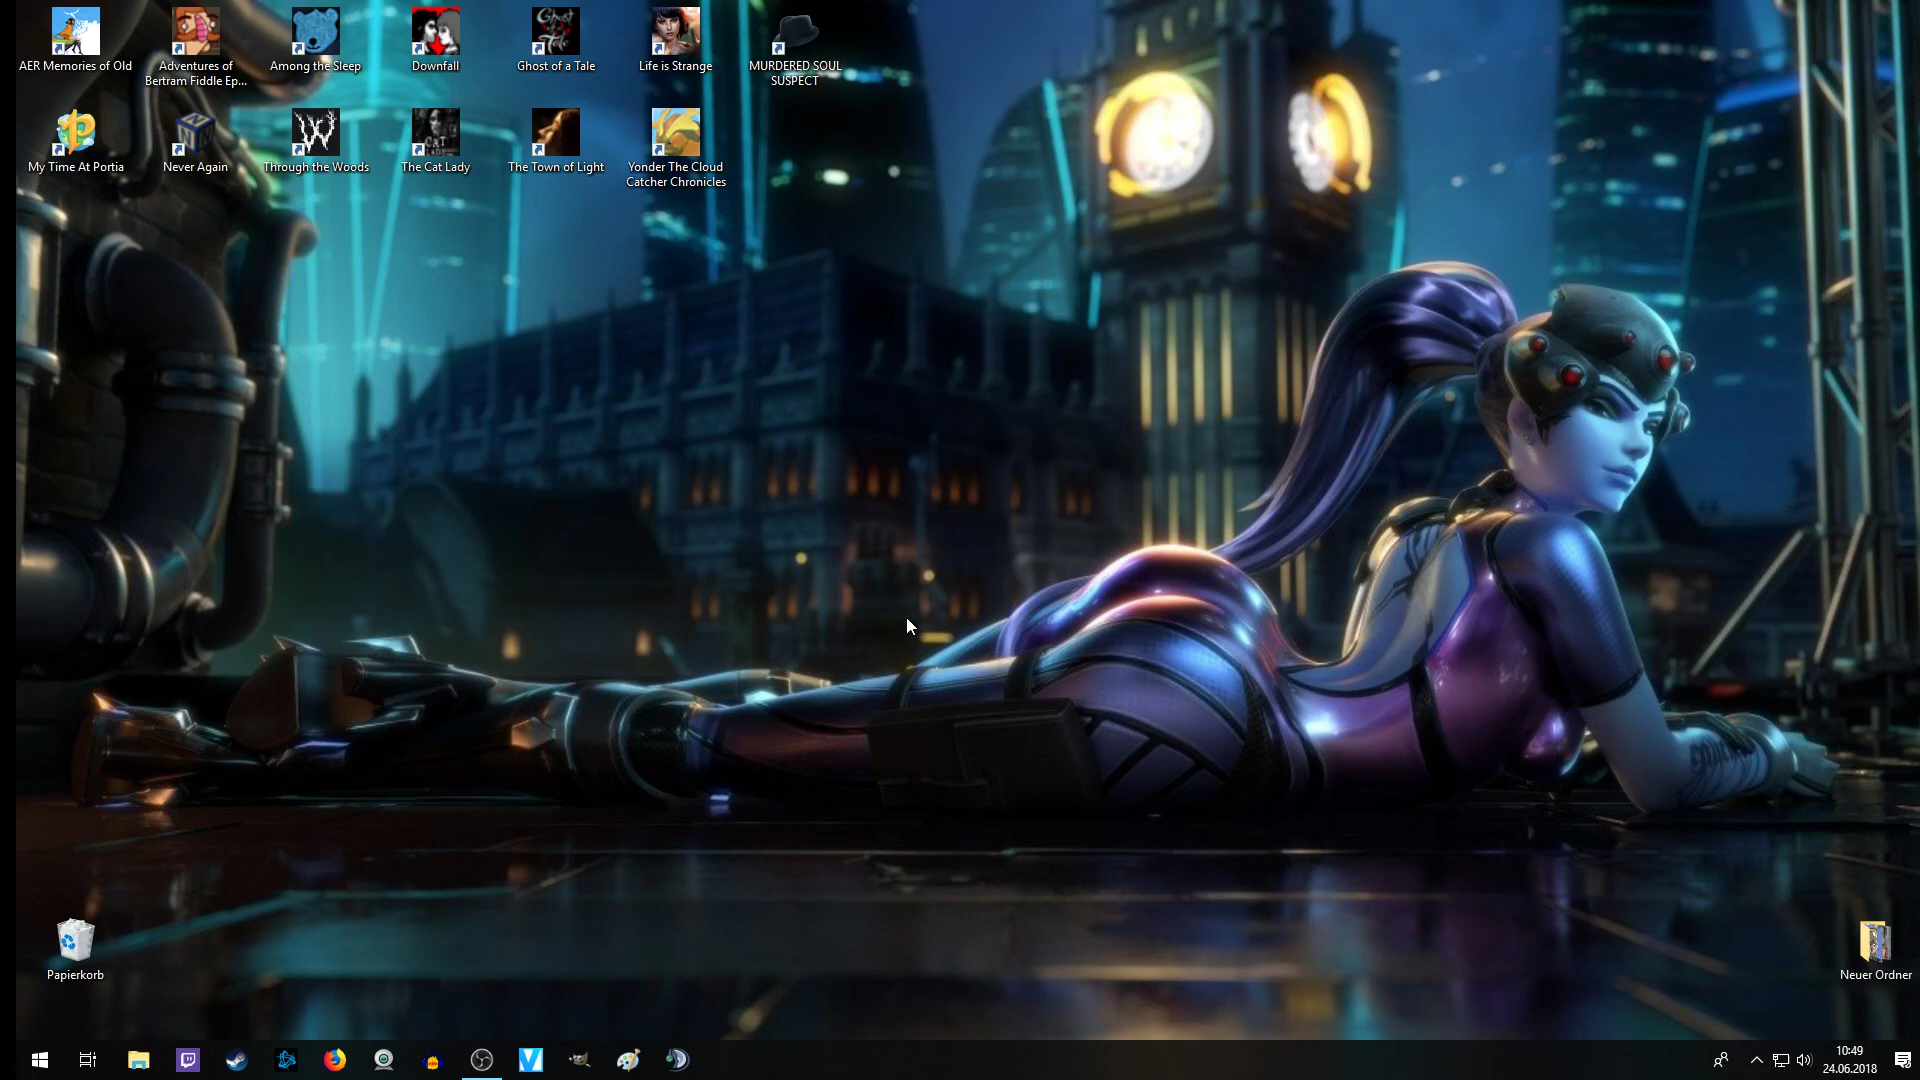 AER Memories of Old
Adventures of
Bertram Fiddle Ep...
Among the Sleep
Downfall
Ghost of a Tale
Life is Strange
MURDERED SOUL
SUSPECT
My Time At Portia
Never Again
Through the Woods
The Cat Lady
The Town of Light
Yonder The Cloud
Catcher Chronicles
Papierkorb
Neuer Ordner
10:49
24.06.2018